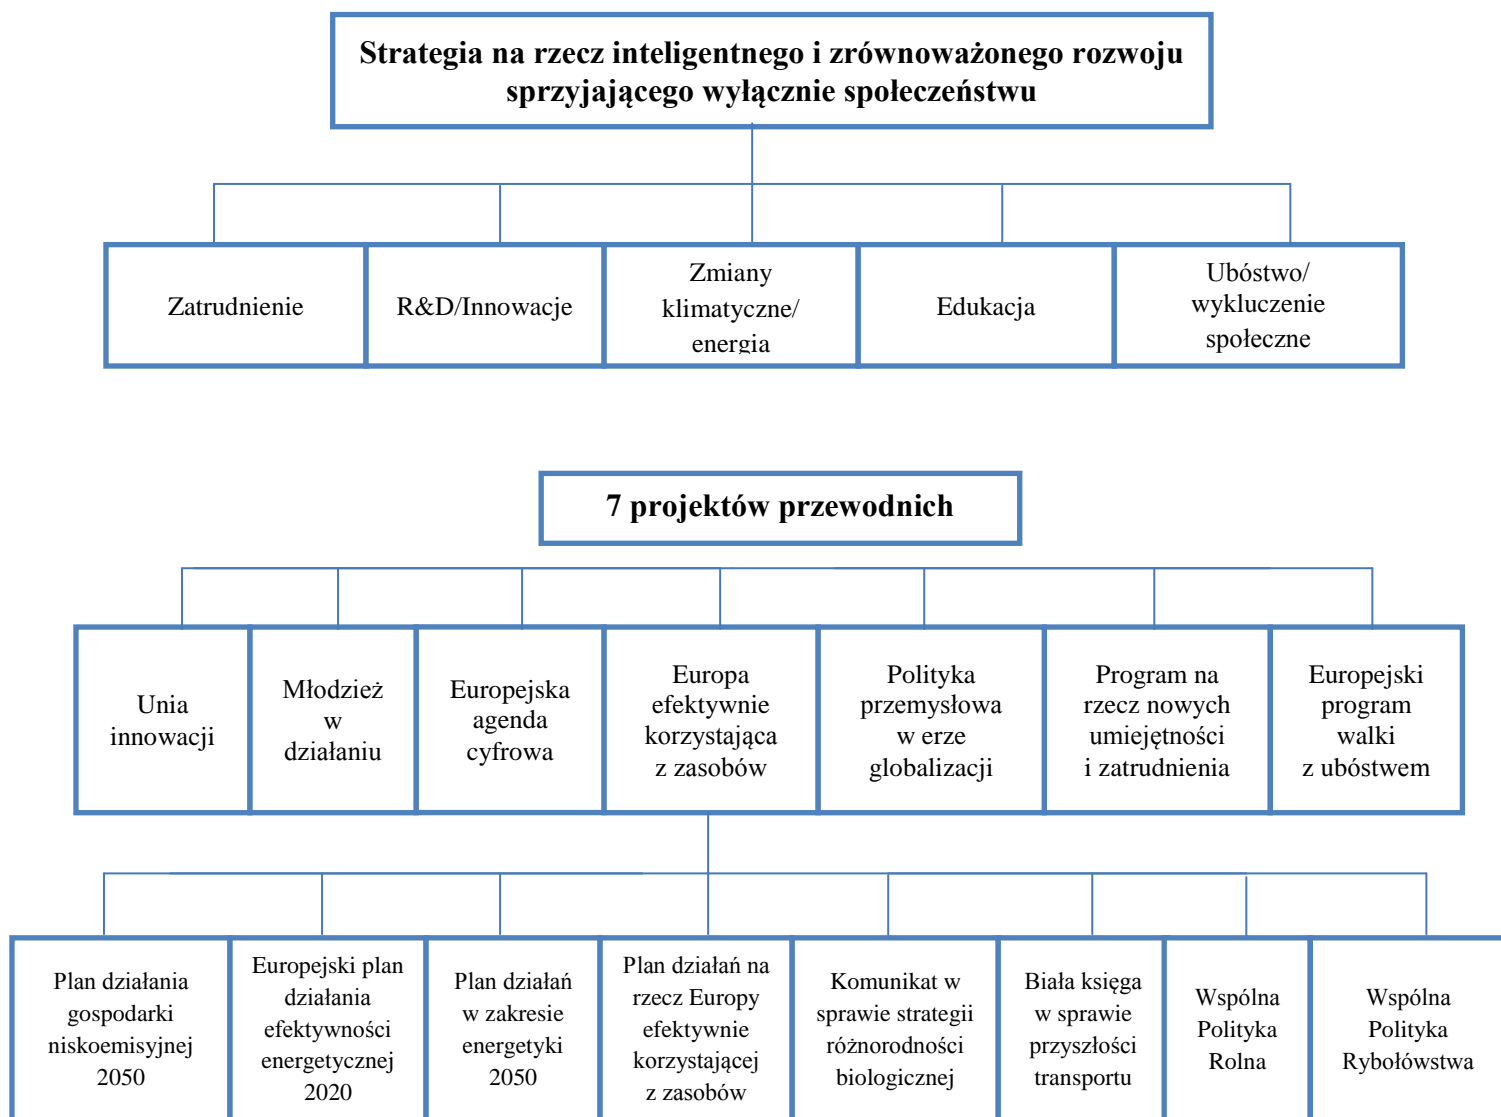 Strategia na rzecz inteligentnego i zrównoważonego rozwoju
sprzyjającego wyłącznie społeczeństwu
Zatrudnienie
R&D/Innowacje
Zmiany
klimatyczne/
energia
Edukacja
Ubóstwo/
wykluczenie
społeczne
7 projektów przewodnich
Unia
innowacji
Młodzież
w
działaniu
Europejska
agenda
cyfrowa
Europa
efektywnie
korzystająca
z zasobów
Polityka
przemysłowa
w erze
globalizacji
Program na
rzecz nowych
umiejętności
i zatrudnienia
Europejski
program
walki
z ubóstwem
Plan działania
gospodarki
niskoemisyjnej
2050
Europejski plan
działania
efektywności
energetycznej
2020
Plan działań
w zakresie
energetyki
2050
Plan działań na
rzecz Europy
efektywnie
korzystającej
z zasobów
Komunikat w
sprawie strategii
różnorodności
biologicznej
Biała księga
w sprawie
przyszłości
transportu
Wspólna
Polityka
Rolna
Wspólna
Polityka
Rybołówstwa